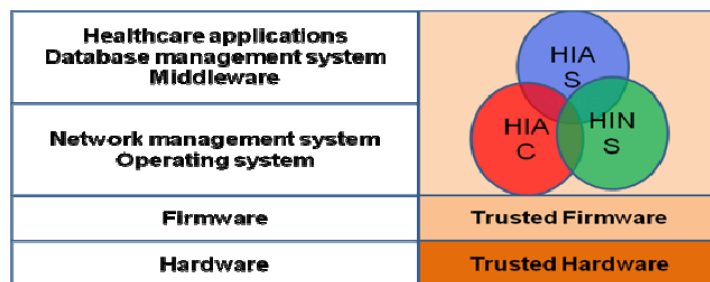 Healthcare applications
Database management system
Middleware
HIA
S
HIA
C
HIN
S
Network management system
Operating system
Firmware
Trusted Firmware
Hardware
Trusted Hardware